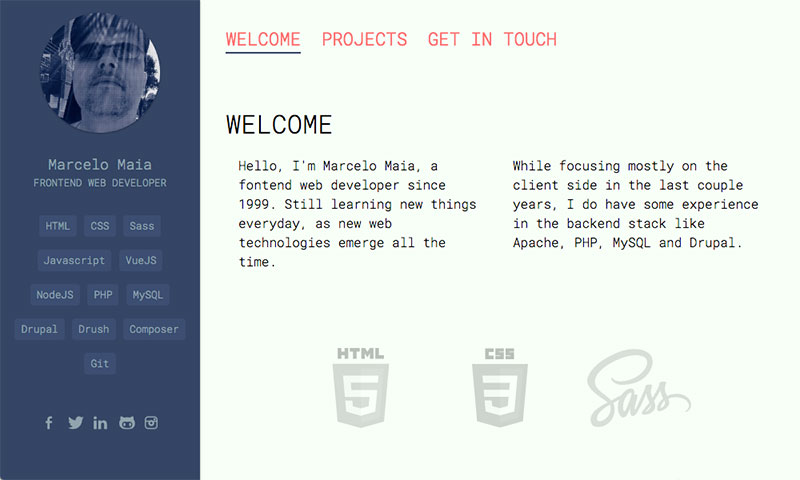 Marcelo Maia
FRONTEND WEB DEVELOPER
HTML CSS Sass
Javascript VueJS
NodeJS PHP MySQL
Drupal Drush Composer
Git
WELCOME PROJECTS GET IN TOUCH
WELCOME
Hello, I'm Marcelo Maia, a
fontend web developer since
1999. Still learning new things
everyday, as new web
technologies emerge all the
time.
While focusing mostly on the
client side in the last couple
years, I do have some experience
in the backend stack like
Apache, PHP, MySQL and Drupal.
HTML CSS Sass
5 3